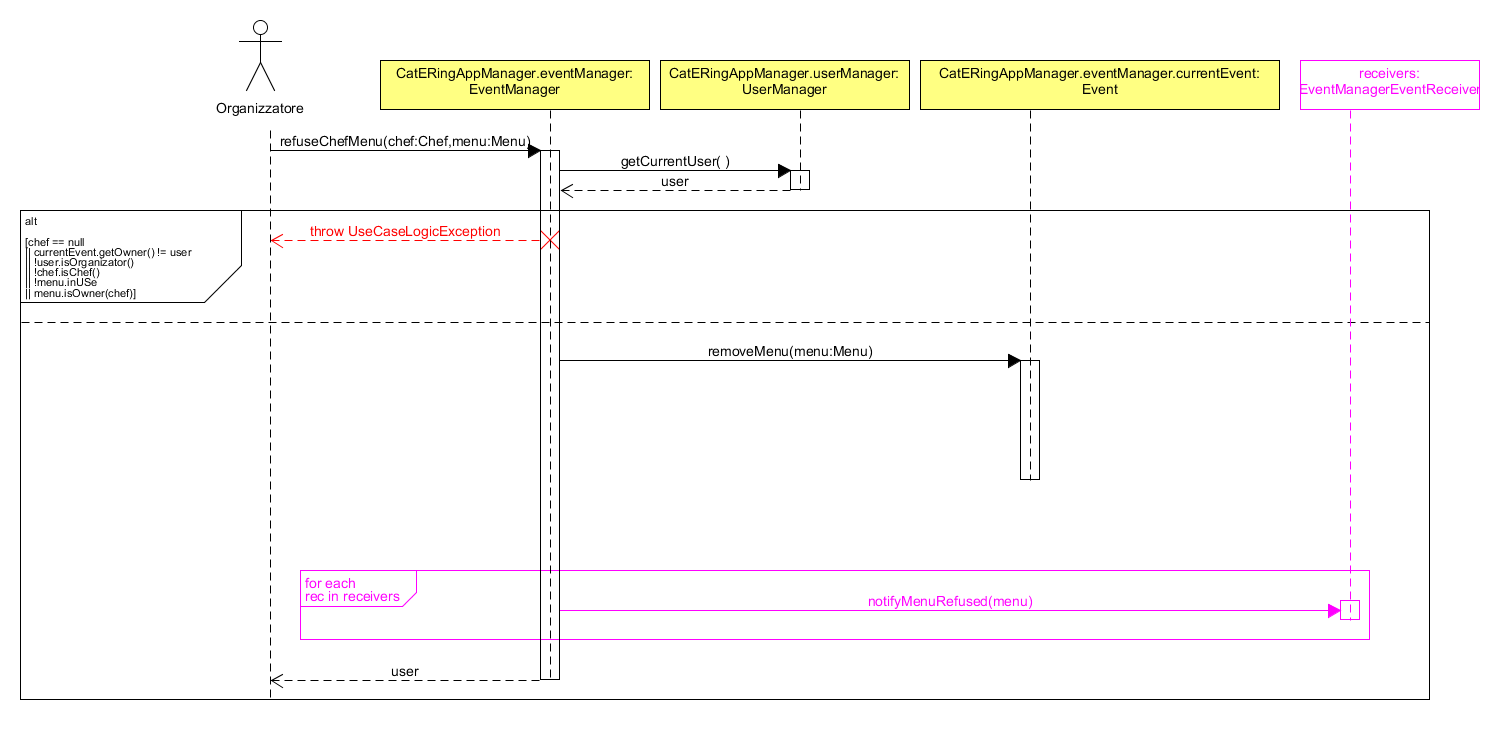 Organizzatore
CatERingAppManager.eventManager:
EventManager
CatERingAppManager.userManager:
UserManager
CatERingAppManager.eventManager.currentEvent:
Event
receivers:
EventManagerEventReceiver
refuseChefMenu(chef:Chef,menu:Menu)
getCurrentUser( )
user
alt
[chef == null
|| currentEvent.getOwner() != user
|| !user.isOrganizator()
|| !chef.isChef()
|| !menu.inUSe
|| menu.isOwner(chef)]
throw UseCaseLogicException
removeMenu(menu:Menu)
for each
rec in receivers
notifyMenuRefused(menu)
user